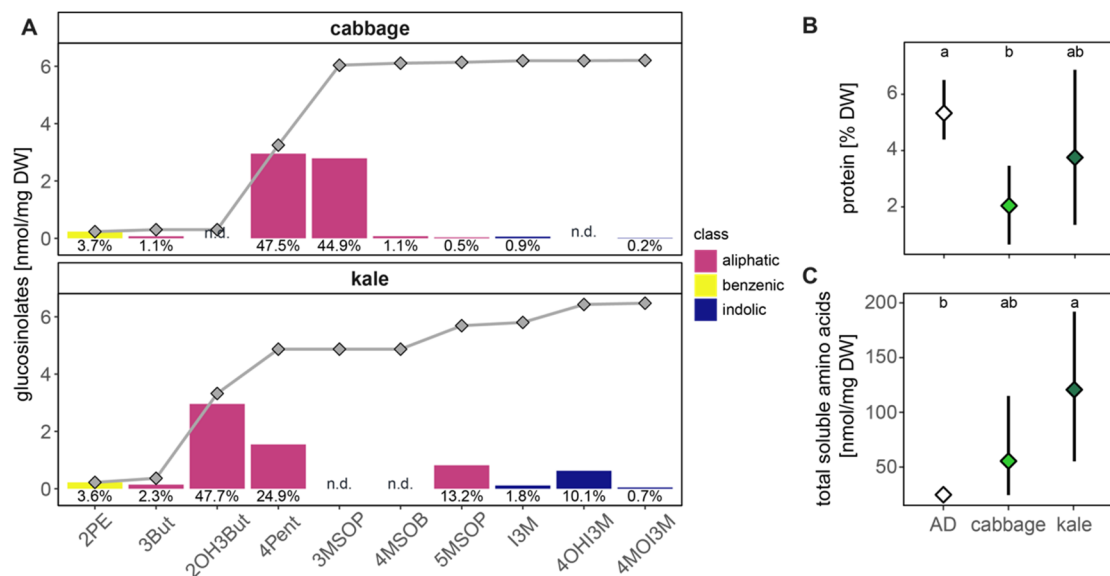 A
cabbage
glucosinolates [nmol/mg DW]
6
4
2
0
n.d.
n.d.
3.7%
1.1%
47.5%
44.9%
1.1%
0.5%
0.9%
0.2%
kale
6
4
2
0
n.d.
n.d.
3.6%
2.3%
47.7%
24.9%
13.2%
1.8%
10.1%
0.7%
2PE
3But
2OH3But
4Pent
3MSOP
4MSOB
5MSOP
I3M
4OHI3M
4MOI3M
class
aliphatic
benzenic
indolic
B
protein [% DW]
6
4
2
a
b
ab
C
total soluble amino acids
[nmol/mg DW]
200
150
100
50
b
ab
a
AD
cabbage
kale